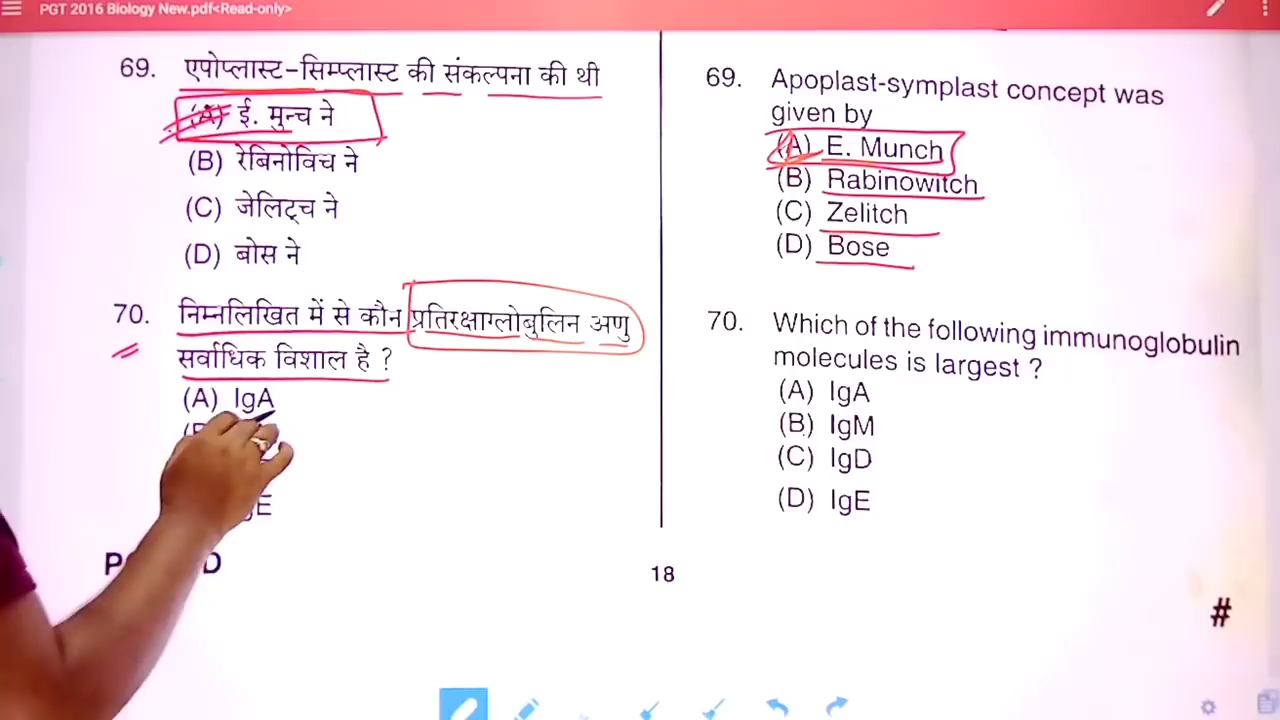 PGT 2016 Biology New.pdf<Read-only>
69. एपोप्लास्ट-सिम्प्लास्ट की संकल्पना की थी
(A) ई. मुन्च ने
(B) रेबिनोविच ने
(C) जेलिट्च ने
(D) बोस ने
70. निम्नलिखित में से कौन प्रतिरक्षाग्लोबुलिन अणु
सर्वाधिक विशाल है ?
(A) IgA
69. Apoplast-symplast concept was
given by
(A) E. Munch
(B) Rabinowitch
(C) Zelitch
(D) Bose
70. Which of the following immunoglobulin
molecules is largest ?
(A) IgA
(B) IgM
(C) IgD
(D) IgE
18
#